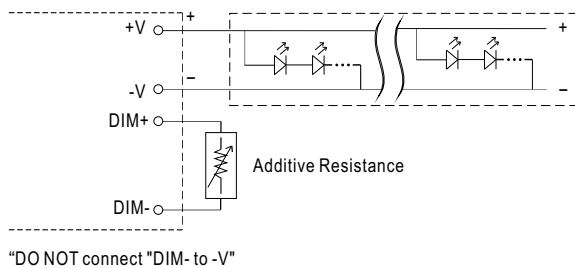 +V
+
+
-V
–
–
DIM+
Additive Resistance
DIM-
“DO NOT connect "DIM- to -V"